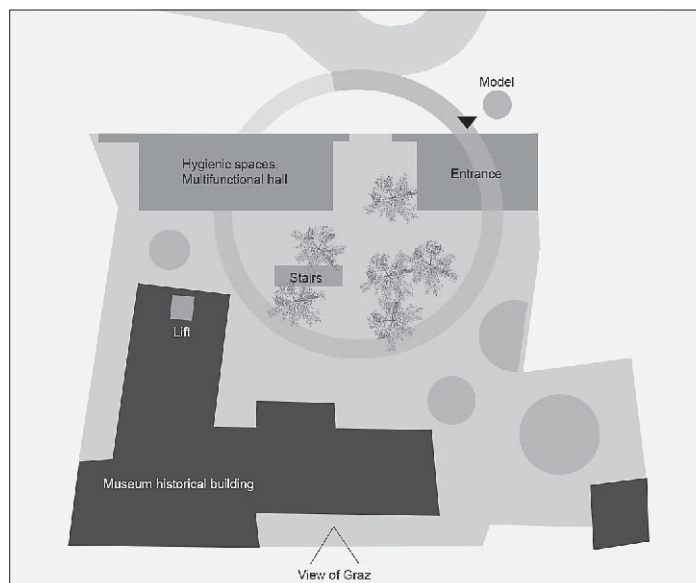 Model
Hygienic spaces,
Multifunctional hall
Entrance
Stairs
Lift
Museum historical building
View of Graz